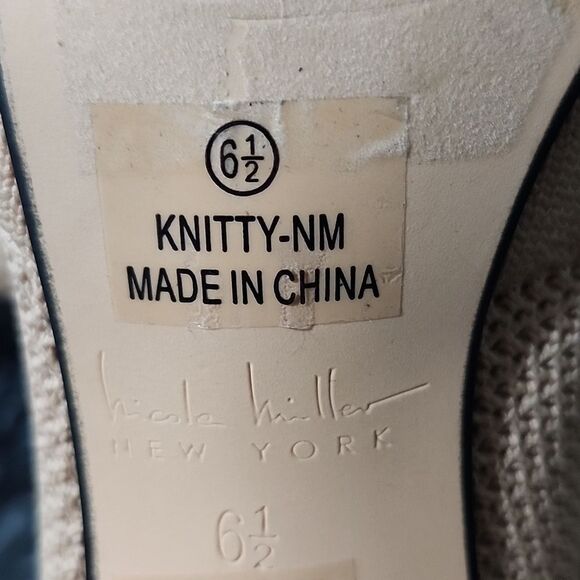 6½
KNITTY-NM
MADE IN CHINA
Nicole Miller
NEW YORK
6½